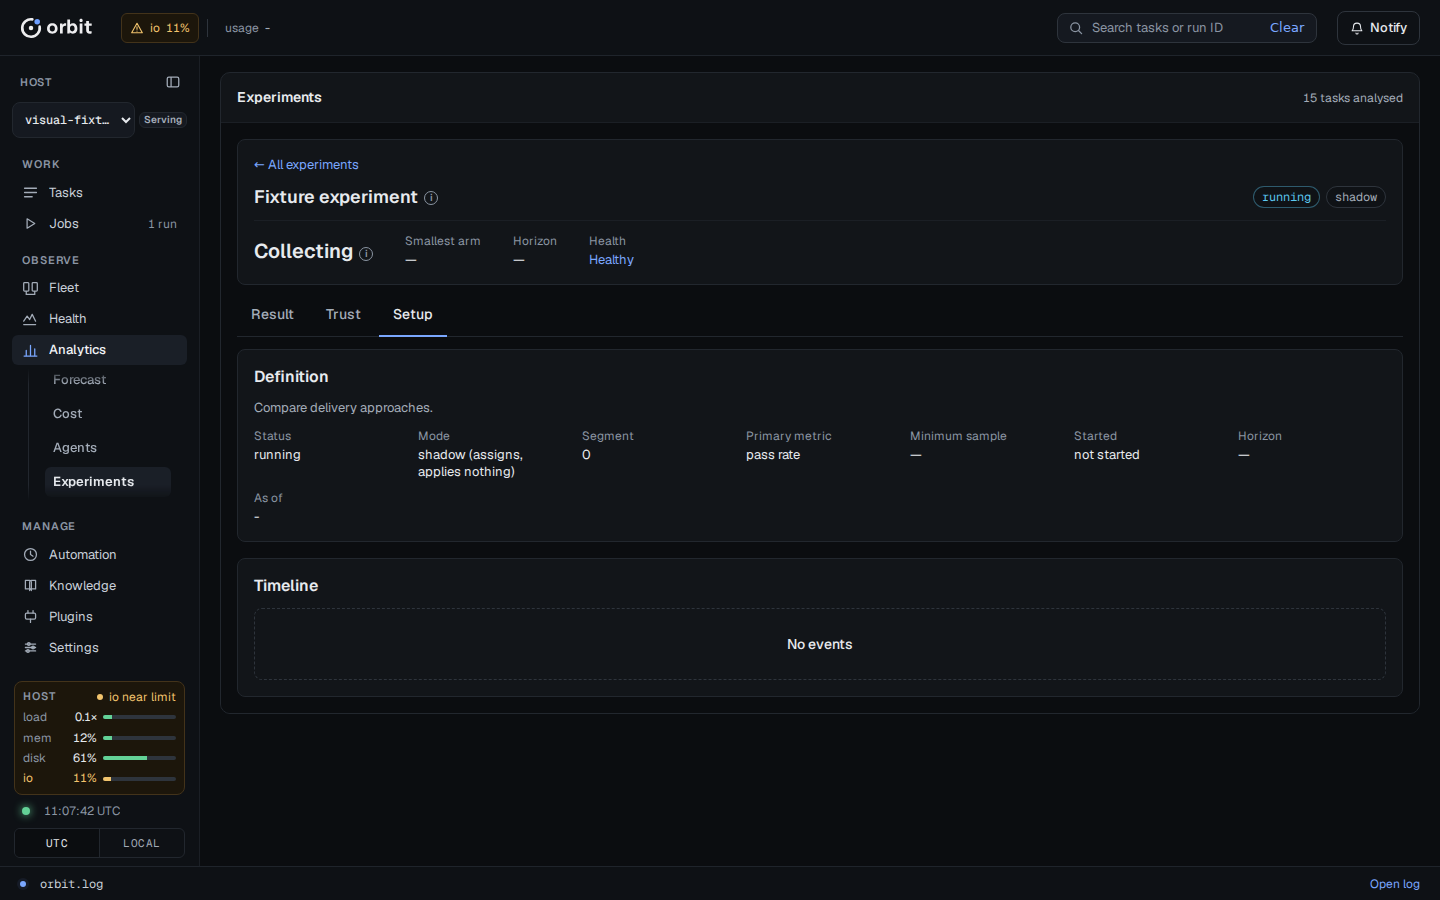 orbit
io 11%
usage -
Search tasks or run ID
Clear
Notify
HOST
visual-fixt…
Serving
WORK
Tasks
Jobs
1 run
OBSERVE
Fleet
Health
Analytics
Forecast
Cost
Agents
Experiments
MANAGE
Automation
Knowledge
Plugins
Settings
HOST
io near limit
load 0.1×
mem 12%
disk 61%
io 11%
11:07:42 UTC
UTC
LOCAL
Experiments
15 tasks analysed
← All experiments
Fixture experiment
running
shadow
Collecting
Smallest arm
—
Horizon
—
Health
Healthy
Result
Trust
Setup
Definition
Compare delivery approaches.
Status
running
Mode
shadow (assigns,
applies nothing)
Segment
0
Primary metric
pass rate
Minimum sample
—
Started
not started
Horizon
—
As of
-
Timeline
No events
orbit.log
Open log